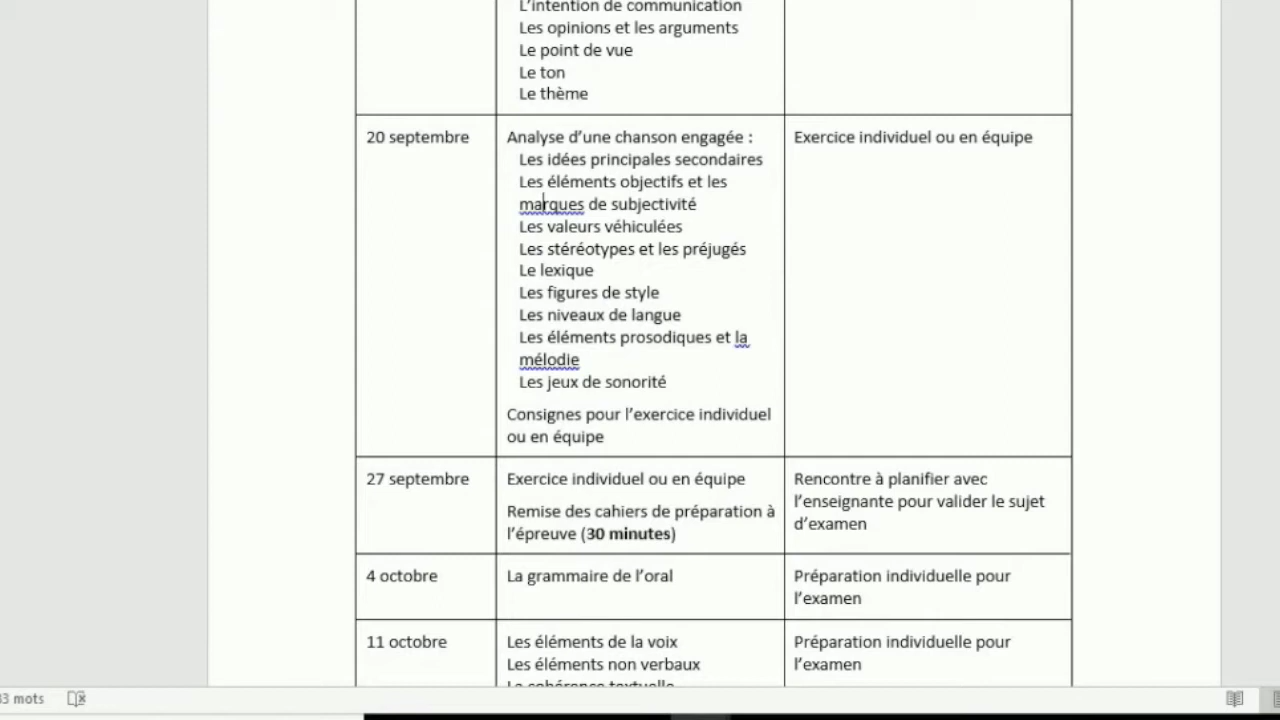 L'intention de communication
Les opinions et les arguments
Le point de vue
Le ton
Le thème
20 septembre
Analyse d'une chanson engagée :
Les idées principales secondaires
Les éléments objectifs et les
marques de subjectivité
Les valeurs véhiculées
Les stéréotypes et les préjugés
Le lexique
Les figures de style
Les niveaux de langue
Les éléments prosodiques et la
mélodie
Les jeux de sonorité
Consignes pour l'exercice individuel
ou en équipe
Exercice individuel ou en équipe
27 septembre
Exercice individuel ou en équipe
Remise des cahiers de préparation à
l'épreuve (30 minutes)
Rencontre à planifier avec
l'enseignante pour valider le sujet
d'examen
4 octobre
La grammaire de l'oral
Préparation individuelle pour
l'examen
11 octobre
Les éléments de la voix
Les éléments non verbaux
La cohérence textuelle
Préparation individuelle pour
l'examen
mots